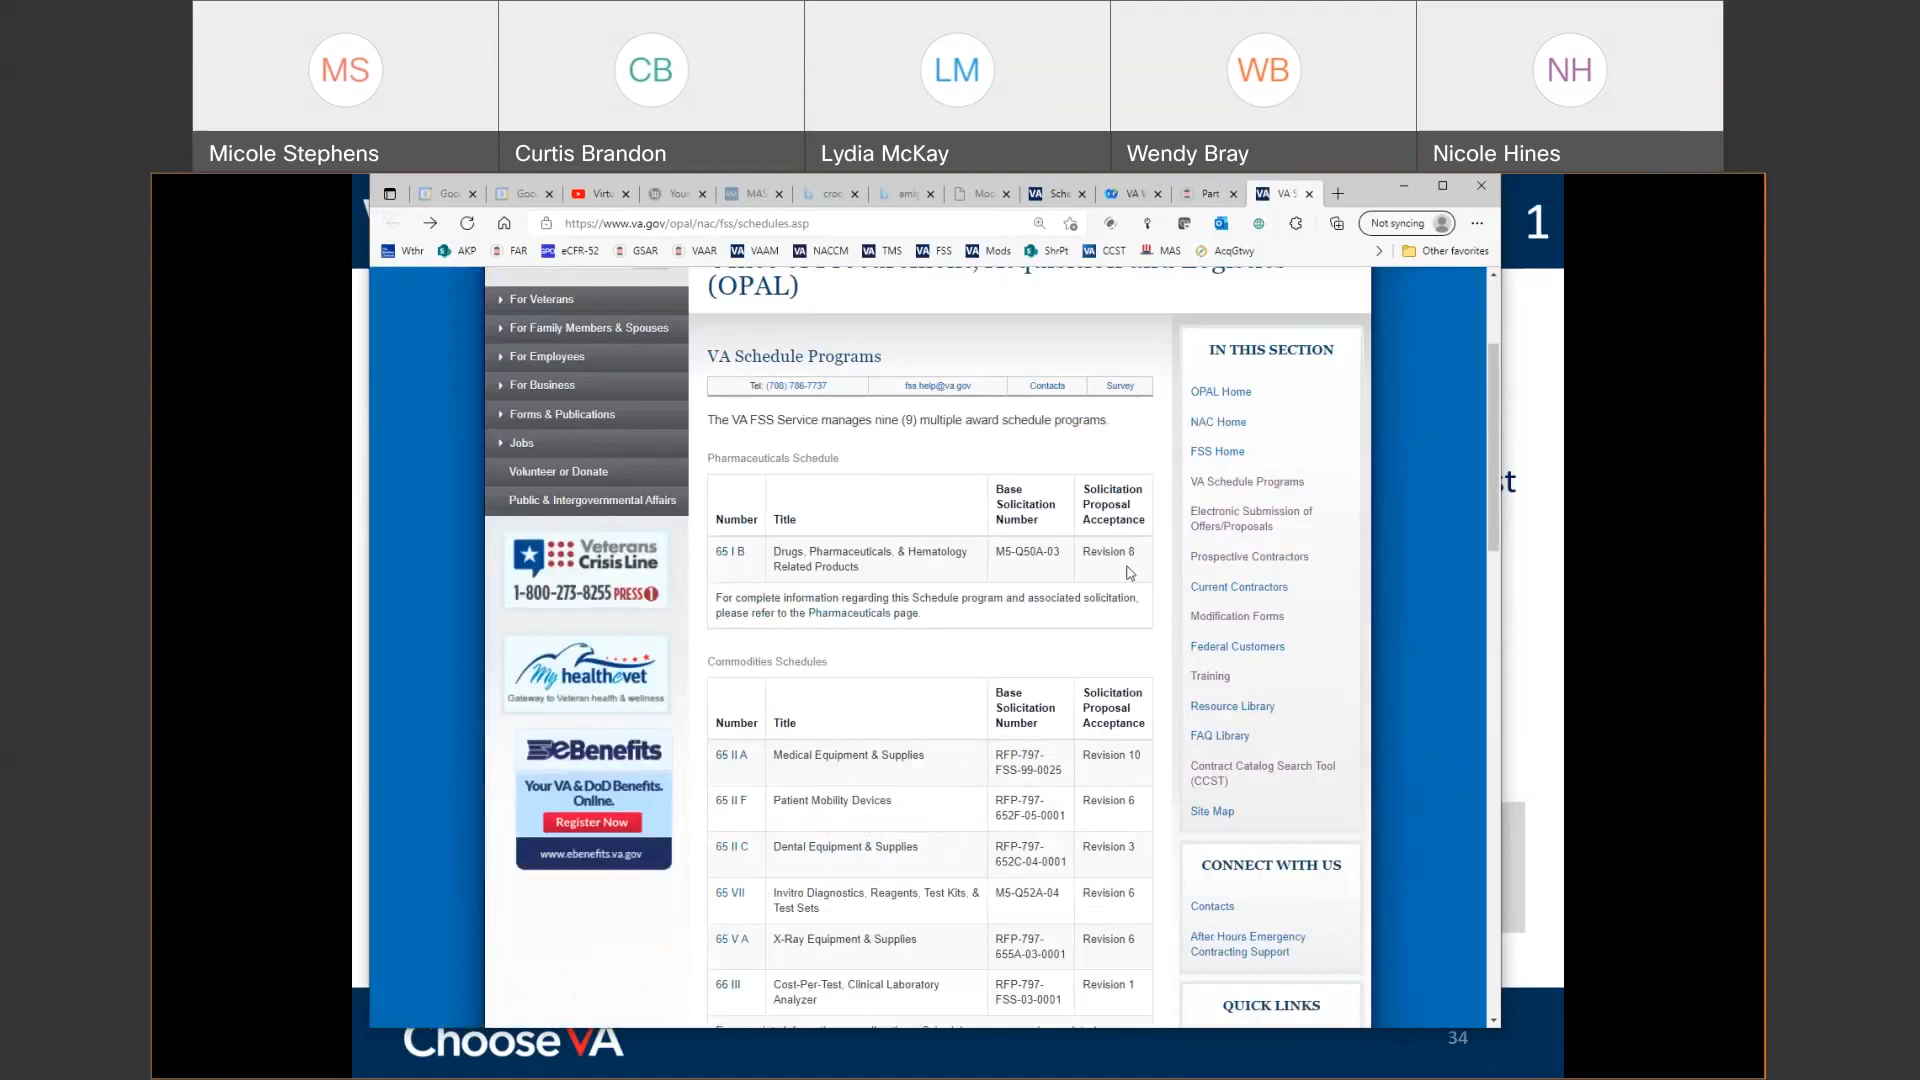 MS
CB
LM
WB
NH
Micole Stephens
Curtis Brandon
Lydia McKay
Wendy Bray
Nicole Hines
1
Virtu
Your
MAS
croc
ami
Mod
Sche
VA V
Part
VA S
https://www.va.gov/opal/nac/fss/schedules.asp
Not syncing
Wthr AKP FAR eCFR-52 GSAR VAAR VAAM NACCM TMS FSS Mods ShrPt CCST MAS AcqGtwy Other favorites
(OPAL)
For Veterans
For Family Members & Spouses
For Employees
For Business
Forms & Publications
Jobs
Volunteer or Donate
Public & Intergovernmental Affairs
Veterans
Crisis Line
1-800-273-8255 PRESS 1
My healthevet
Gateway to Veteran health & wellness
eBenefits
Your VA & DoD Benefits.
Online.
Register Now
www.ebenefits.va.gov
VA Schedule Programs
Tel: (708) 786-7737 fss.help@va.gov Contacts Survey
The VA FSS Service manages nine (9) multiple award schedule programs.
Pharmaceuticals Schedule
Number Title Base Solicitation Number Solicitation Proposal Acceptance
65 I B Drugs, Pharmaceuticals, & Hematology Related Products M5-Q50A-03 Revision 8
For complete information regarding this Schedule program and associated solicitation,
please refer to the Pharmaceuticals page.
Commodities Schedules
Number Title Base Solicitation Number Solicitation Proposal Acceptance
65 II A Medical Equipment & Supplies RFP-797-FSS-99-0025 Revision 10
65 II F Patient Mobility Devices RFP-797-652F-05-0001 Revision 6
65 II C Dental Equipment & Supplies RFP-797-652C-04-0001 Revision 3
65 VII Invitro Diagnostics, Reagents, Test Kits, & Test Sets M5-Q52A-04 Revision 6
65 V A X-Ray Equipment & Supplies RFP-797-655A-03-0001 Revision 6
66 III Cost-Per-Test, Clinical Laboratory Analyzer RFP-797-FSS-03-0001 Revision 1
IN THIS SECTION
OPAL Home
NAC Home
FSS Home
VA Schedule Programs
Electronic Submission of
Offers/Proposals
Prospective Contractors
Current Contractors
Modification Forms
Federal Customers
Training
Resource Library
FAQ Library
Contract Catalog Search Tool
(CCST)
Site Map
CONNECT WITH US
Contacts
After Hours Emergency
Contracting Support
QUICK LINKS
Choose VA
34